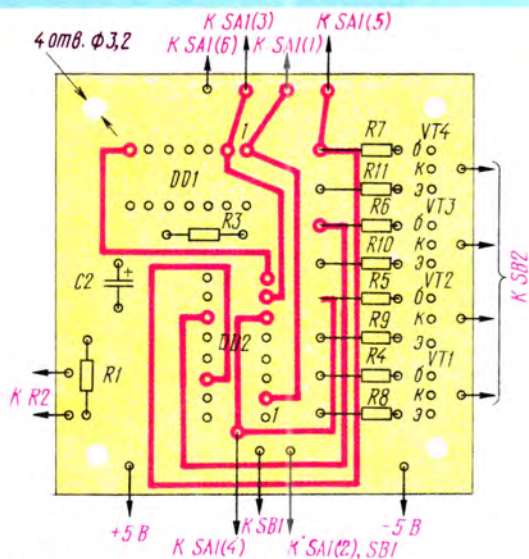 К SA1(3) К SA1(5)
К SA1(6) К SA1(1)
4 отв. ф3,2
1
R7 б VT4
к
DD1
R11 э
R6 б VT3
R3
к
R10 э
C2 +
R5 б VT2
к
DD2
R9 э
R1
R4 б VT1
к
К R2
1
R8 э
К SB2
+5 В
К SB1
-5 В
К SA1(4) К SA1(2), SB1